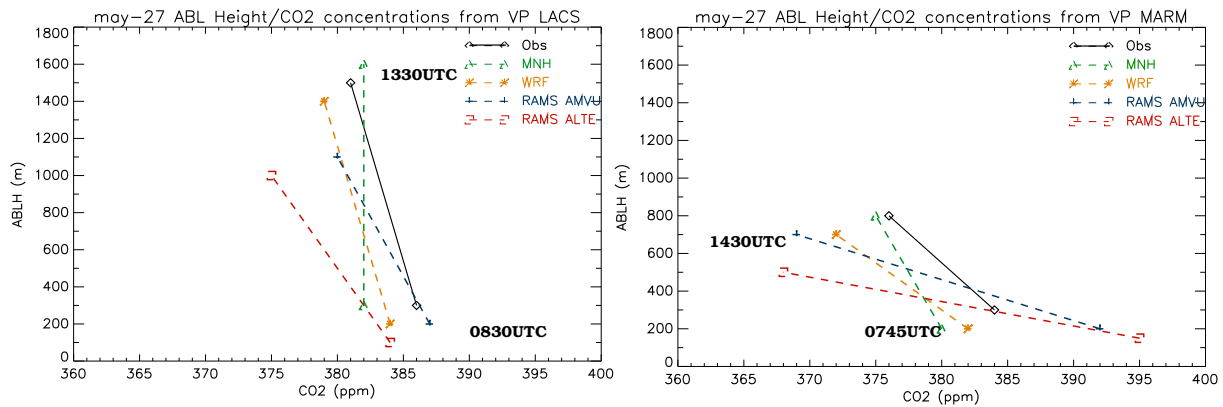 may-27 ABL Height/CO2 concentrations from VP LACS
1800
1600
1400
1200
1000
800
600
400
200
0
ABLH (m)
Obs
MNH
WRF
RAMS AMVU
RAMS ALTE
1330UTC
0830UTC
360 365 370 375 380 385 390 395 400
CO2 (ppm)
may-27 ABL Height/CO2 concentrations from VP MARM
1800
1600
1400
1200
1000
800
600
400
200
0
ABLH (m)
Obs
MNH
WRF
RAMS AMVU
RAMS ALTE
1430UTC
0745UTC
360 365 370 375 380 385 390 395 400
CO2 (ppm)